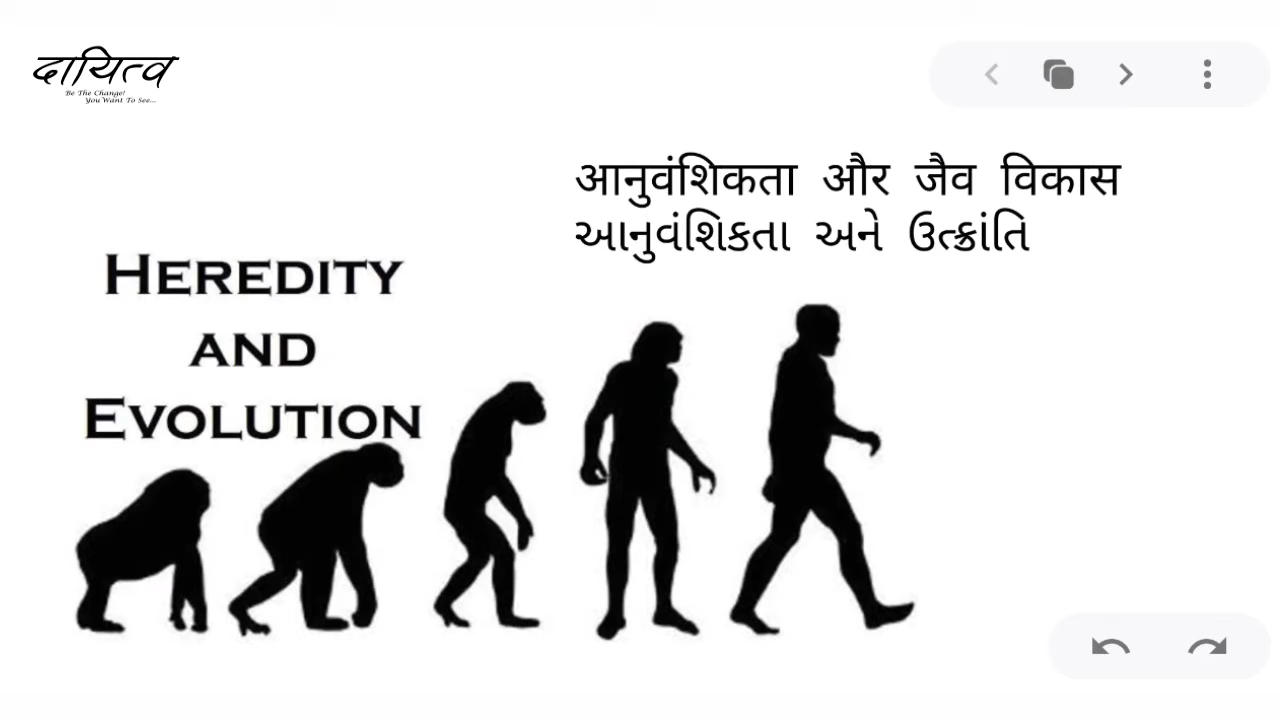 दायित्व
Be The Change!
You Want To See...
आनुवंशिकता और जैव विकास
આનુવંશિકતા અને ઉત્ક્રાંતિ
HEREDITY
AND
EVOLUTION